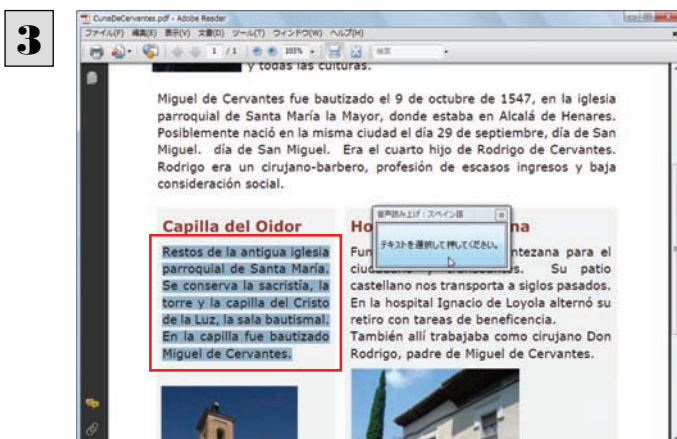 3
CunaDeCervantes.pdf - Adobe Reader
ファイル(F) 編集(E) 表示(V) 文書(D) ツール(T) ウィンドウ(W) ヘルプ(H)
1 / 1 103% 検索
y todas las culturas.
Miguel de Cervantes fue bautizado el 9 de octubre de 1547, en la iglesia
parroquial de Santa María la Mayor, donde estaba en Alcalá de Henares.
Posiblemente nació en la misma ciudad el día 29 de septiembre, día de San
Miguel. día de San Miguel. Era el cuarto hijo de Rodrigo de Cervantes.
Rodrigo era un cirujano-barbero, profesión de escasos ingresos y baja
consideración social.
Capilla del Oidor
Restos de la antigua iglesia
parroquial de Santa María.
Se conserva la sacristía, la
torre y la capilla del Cristo
de la Luz, la sala bautismal.
En la capilla fue bautizado
Miguel de Cervantes.
音声読み上げ：スペイン語
テキストを選択して押してください。
Ho na
Fun ntezana para el
Su patio
castellano nos transporta a siglos pasados.
En la hospital Ignacio de Loyola alternó su
retiro con tareas de beneficencia.
También allí trabajaba como cirujano Don
Rodrigo, padre de Miguel de Cervantes.